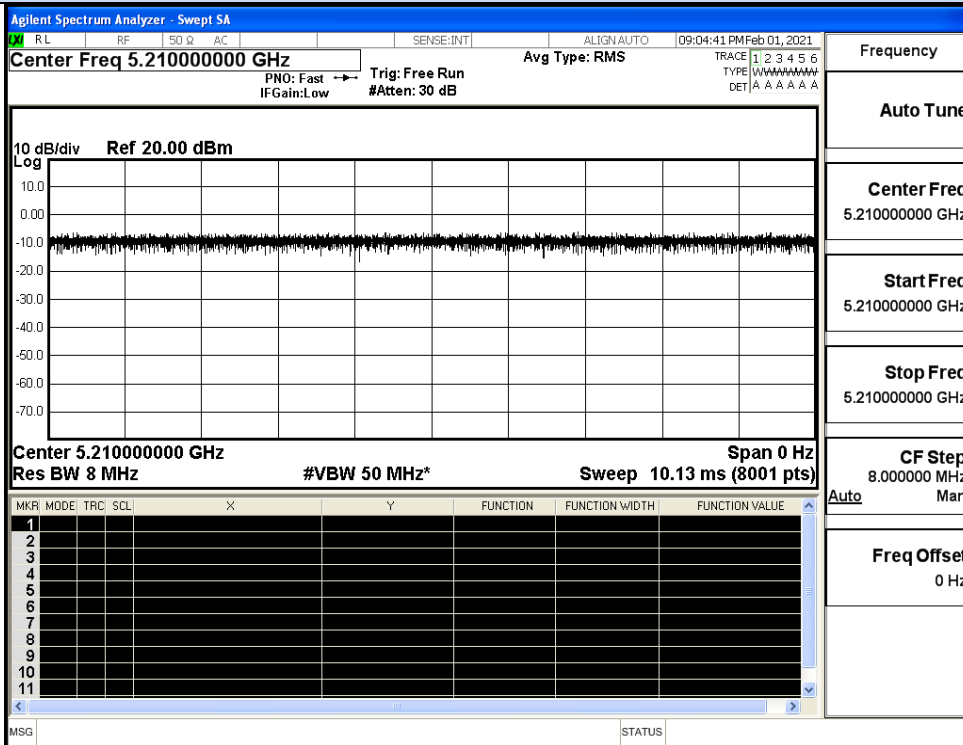 Agilent Spectrum Analyzer - Swept SA
LXI RL RF 50 Ω AC SENSE:INT ALIGN AUTO 09:04:41 PM Feb 01, 2021
Center Freq 5.210000000 GHz
Avg Type: RMS
TRACE 1 2 3 4 5 6
PNO: Fast
Trig: Free Run
TYPE
IFGain:Low
#Atten: 30 dB
DET A A A A A A
10 dB/div Ref 20.00 dBm
Log
10.0
0.00
-10.0
-20.0
-30.0
-40.0
-50.0
-60.0
-70.0
Center 5.210000000 GHz Span 0 Hz
Res BW 8 MHz #VBW 50 MHz* Sweep 10.13 ms (8001 pts)
MKR MODE TRC SCL X Y FUNCTION FUNCTION WIDTH FUNCTION VALUE
1
2
3
4
5
6
7
8
9
10
11
MSG STATUS
Frequency
Auto Tune
Center Freq
5.210000000 GHz
Start Freq
5.210000000 GHz
Stop Freq
5.210000000 GHz
CF Step
8.000000 MHz
Auto Man
Freq Offset
0 Hz